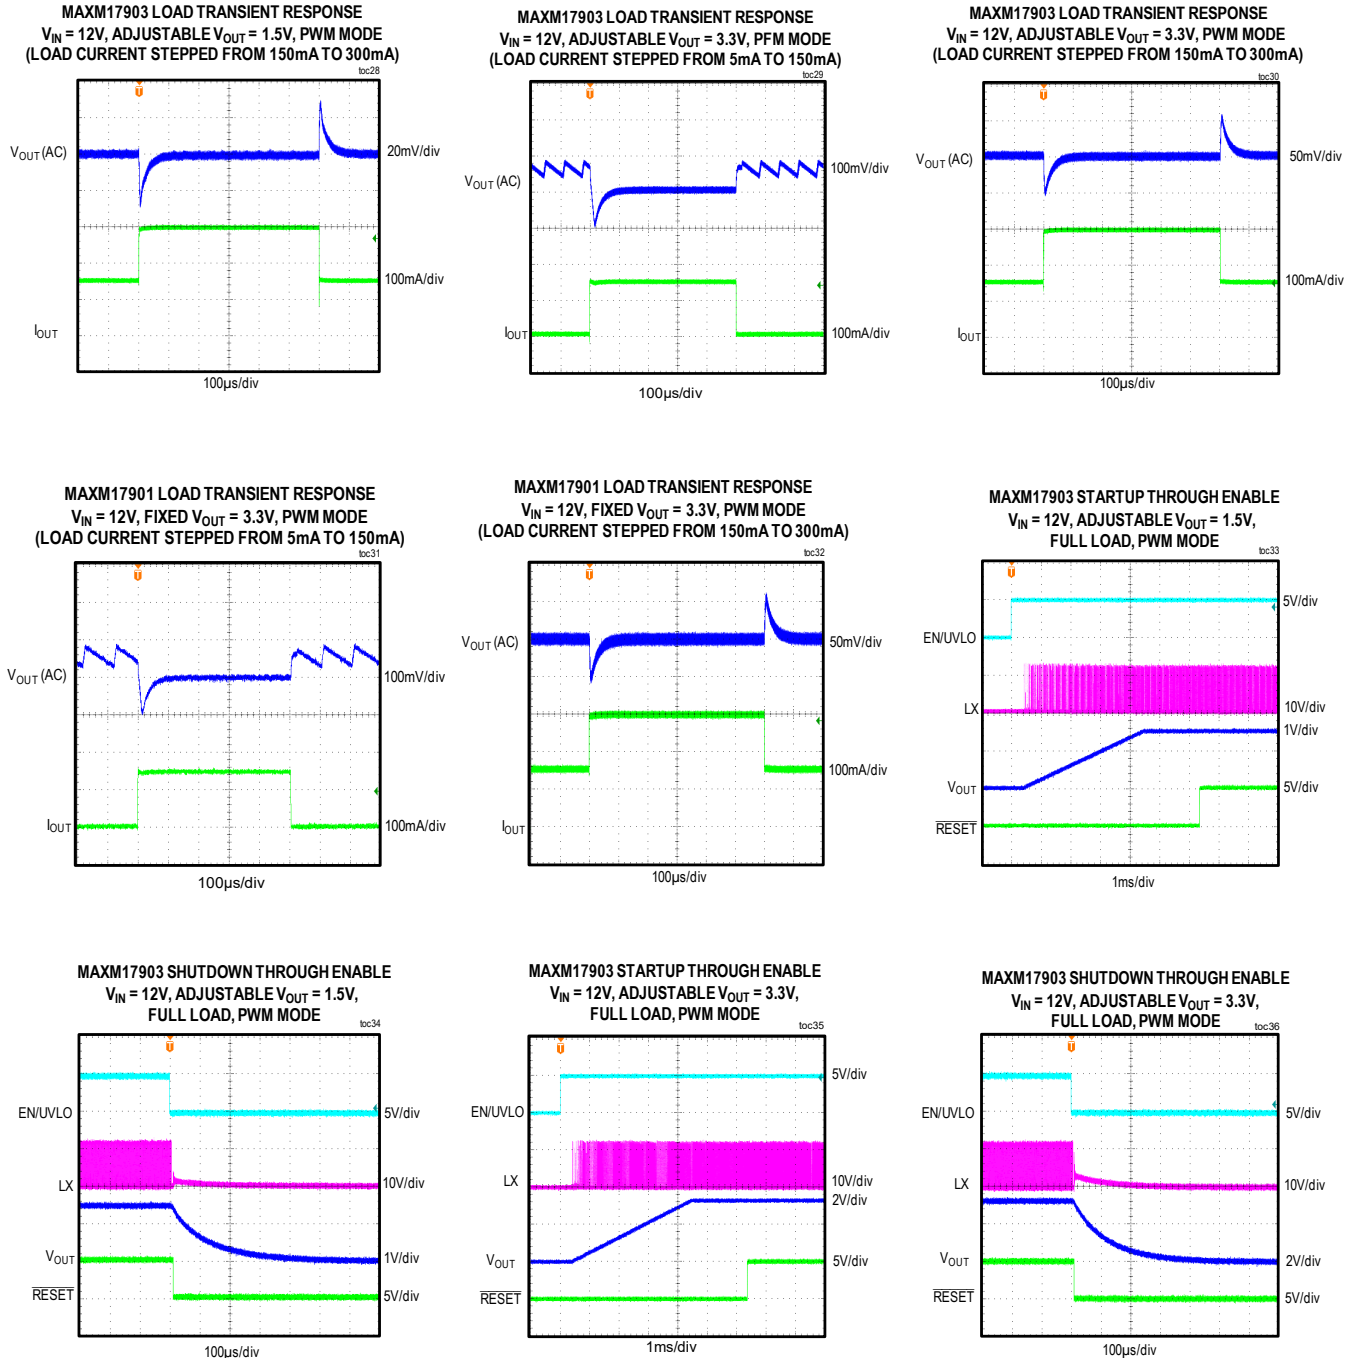 MAXM17903 LOAD TRANSIENT RESPONSE
VIN = 12V, ADJUSTABLE VOUT = 1.5V, PWM MODE
(LOAD CURRENT STEPPED FROM 150mA TO 300mA)
toc28
T
VOUT (AC)
20mV/div
100mA/div
IOUT
100µs/div
MAXM17903 LOAD TRANSIENT RESPONSE
VIN = 12V, ADJUSTABLE VOUT = 3.3V, PFM MODE
(LOAD CURRENT STEPPED FROM 5mA TO 150mA)
toc29
T
100mV/div
VOUT (AC)
IOUT
100mA/div
100µs/div
MAXM17903 LOAD TRANSIENT RESPONSE
VIN = 12V, ADJUSTABLE VOUT = 3.3V, PWM MODE
(LOAD CURRENT STEPPED FROM 150mA TO 300mA)
toc30
T
VOUT (AC)
50mV/div
100mA/div
IOUT
100µs/div
MAXM17901 LOAD TRANSIENT RESPONSE
VIN = 12V, FIXED VOUT = 3.3V, PWM MODE
(LOAD CURRENT STEPPED FROM 5mA TO 150mA)
toc31
T
VOUT (AC)
100mV/div
IOUT
100mA/div
100µs/div
MAXM17901 LOAD TRANSIENT RESPONSE
VIN = 12V, FIXED VOUT = 3.3V, PWM MODE
(LOAD CURRENT STEPPED FROM 150mA TO 300mA)
toc32
T
VOUT (AC)
50mV/div
100mA/div
IOUT
100µs/div
MAXM17903 STARTUP THROUGH ENABLE
VIN = 12V, ADJUSTABLE VOUT = 1.5V,
FULL LOAD, PWM MODE
toc33
T
5V/div
EN/UVLO
LX
10V/div
1V/div
VOUT
5V/div
RESET
1ms/div
MAXM17903 SHUTDOWN THROUGH ENABLE
VIN = 12V, ADJUSTABLE VOUT = 1.5V,
FULL LOAD, PWM MODE
toc34
T
EN/UVLO
5V/div
LX
10V/div
VOUT
1V/div
RESET
5V/div
100µs/div
MAXM17903 STARTUP THROUGH ENABLE
VIN = 12V, ADJUSTABLE VOUT = 3.3V,
FULL LOAD, PWM MODE
toc35
T
5V/div
EN/UVLO
LX
10V/div
2V/div
VOUT
5V/div
RESET
1ms/div
MAXM17903 SHUTDOWN THROUGH ENABLE
VIN = 12V, ADJUSTABLE VOUT = 3.3V,
FULL LOAD, PWM MODE
toc36
T
EN/UVLO
5V/div
LX
10V/div
VOUT
2V/div
RESET
5V/div
100µs/div